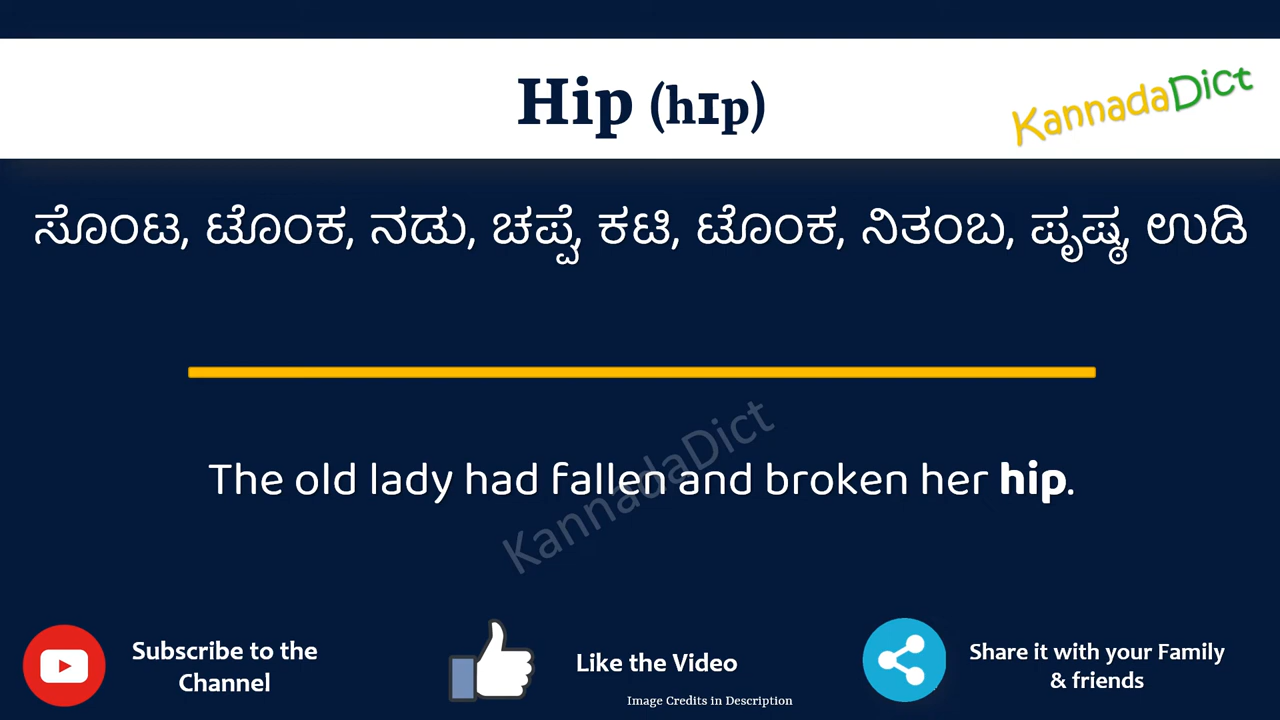 Hip (hɪp)
KannadaDict
ಸೊಂಟ, ಟೊಂಕ, ನಡು, ಚಪ್ಪೆ, ಕಟಿ, ಟೊಂಕ, ನಿತಂಬ, ಪೃಷ್ಠ, ಉಡಿ
KannadaDict
The old lady had fallen and broken her hip.
Subscribe to the
Channel
Like the Video
Image Credits in Description
Share it with your Family
& friends